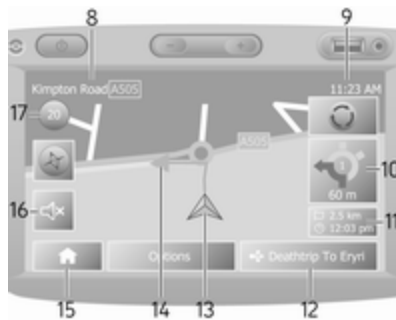 8
9
Kimpton Road A505
11:23 AM
17
20
A505
1
10
60 m
16
2.5 km
11
12:03 pm
Options
Deathtrip To Eryri
15
14
13
12